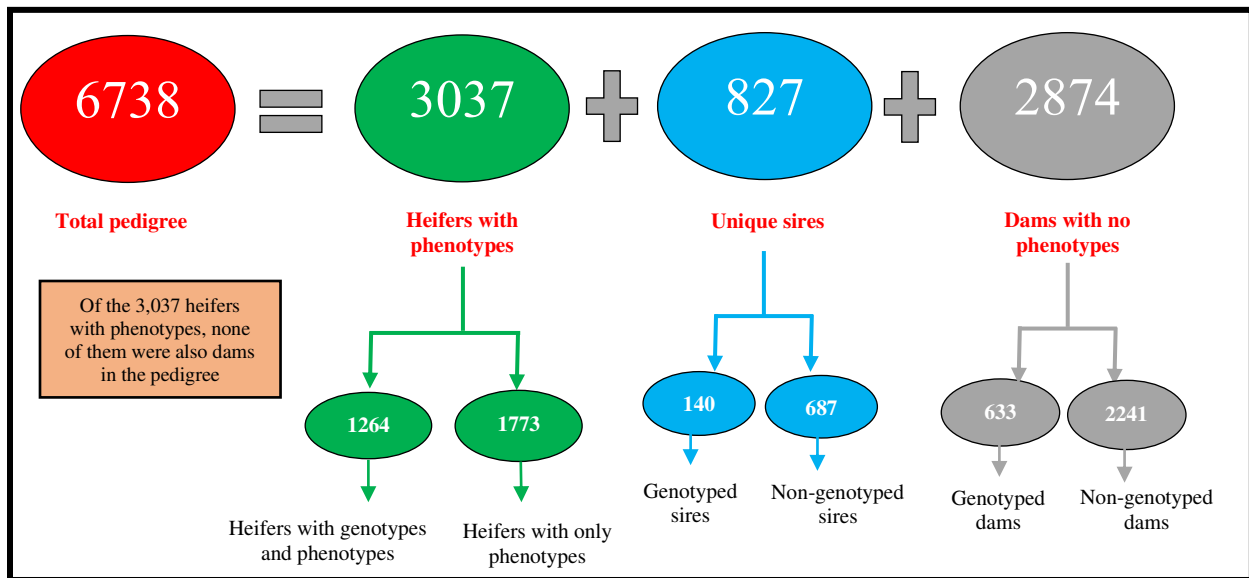 6738
3037
827
2874
Total pedigree
Heifers with
phenotypes
Unique sires
Dams with no
phenotypes
Of the 3,037 heifers
with phenotypes, none
of them were also dams
in the pedigree
1264
1773
140
687
633
2241
Heifers with genotypes
and phenotypes
Heifers with only
phenotypes
Genotyped
sires
Non-genotyped
sires
Genotyped
dams
Non-genotyped
dams